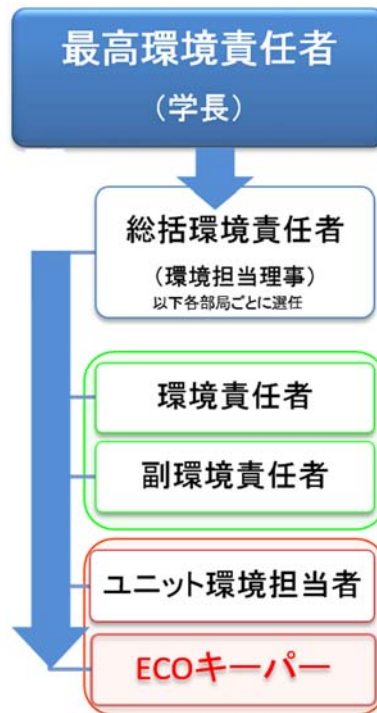 最高環境責任者
（学長）
総括環境責任者
（環境担当理事）
以下各部局ごとに選任
環境責任者
副環境責任者
ユニット環境担当者
ECOキーパー